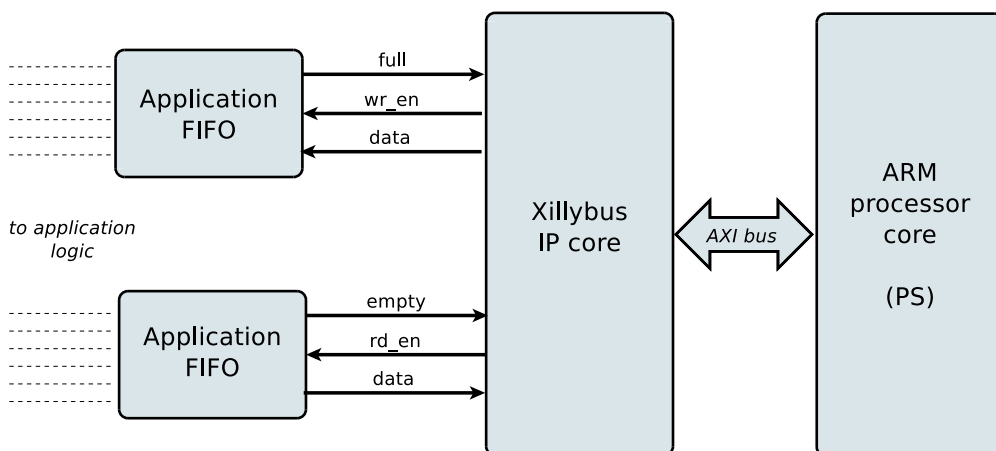 Application
FIFO
full
wr_en
data
to application
logic
Application
FIFO
empty
rd_en
data
Xillybus
IP core
AXI bus
ARM
processor
core
(PS)